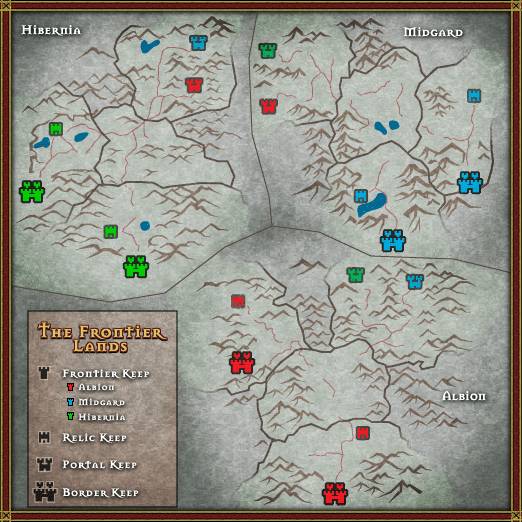 Hibernia
Midgard
Albion
The Frontier
Lands
Frontier Keep
Albion
Midgard
Hibernia
Relic Keep
Portal Keep
Border Keep